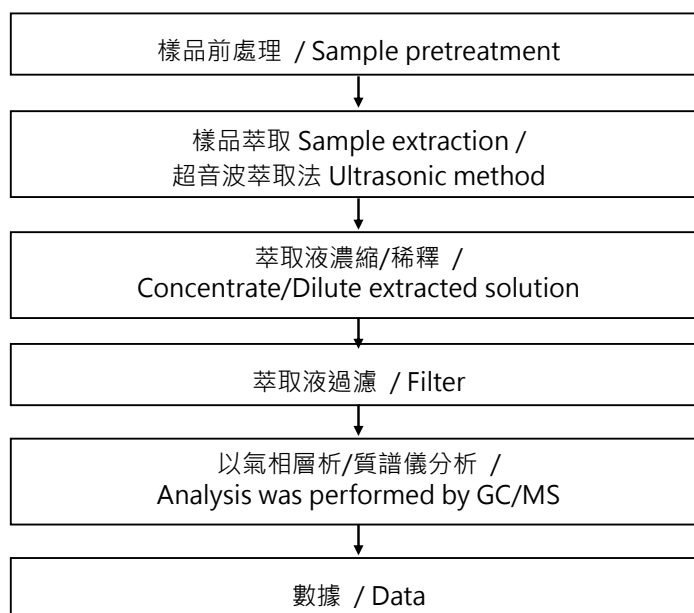 樣品前處理 / Sample pretreatment
樣品萃取 Sample extraction /
超音波萃取法 Ultrasonic method
萃取液濃縮/稀釋 /
Concentrate/Dilute extracted solution
萃取液過濾 / Filter
以氣相層析/質譜儀分析 /
Analysis was performed by GC/MS
數據 / Data